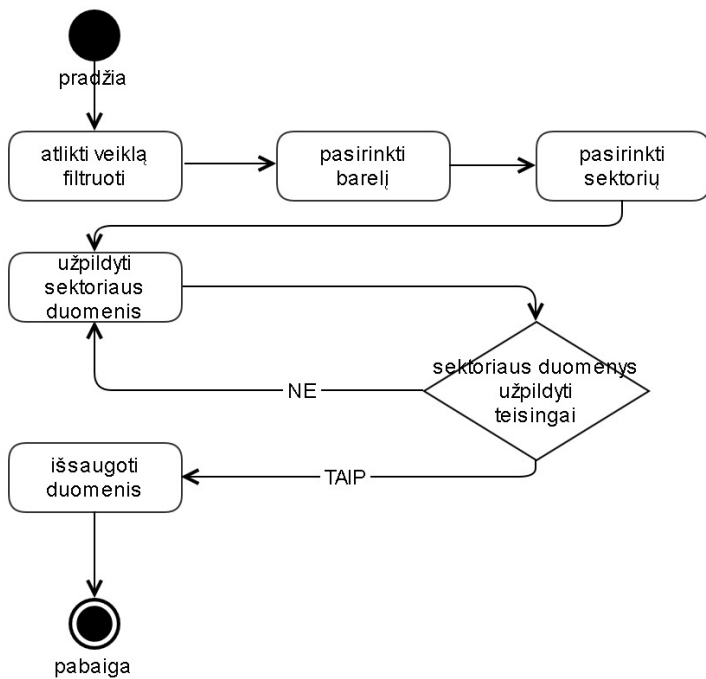 pradžia
atlikti veiklą
filtruoti
pasirinkti
barelį
pasirinkti
sektorių
užpildyti
sektoriaus
duomenis
sektoriaus duomenys
užpildyti
teisingai
NE
išsaugoti
duomenis
TAIP
pabaiga